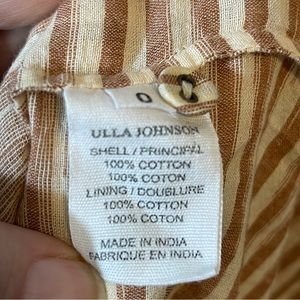 0
ULLA JOHNSON
SHELL / PRINCIPAL
100% COTTON
100% COTON
LINING / DOUBLURE
100% COTTON
100% COTON
MADE IN INDIA
FABRIQUE EN INDIA